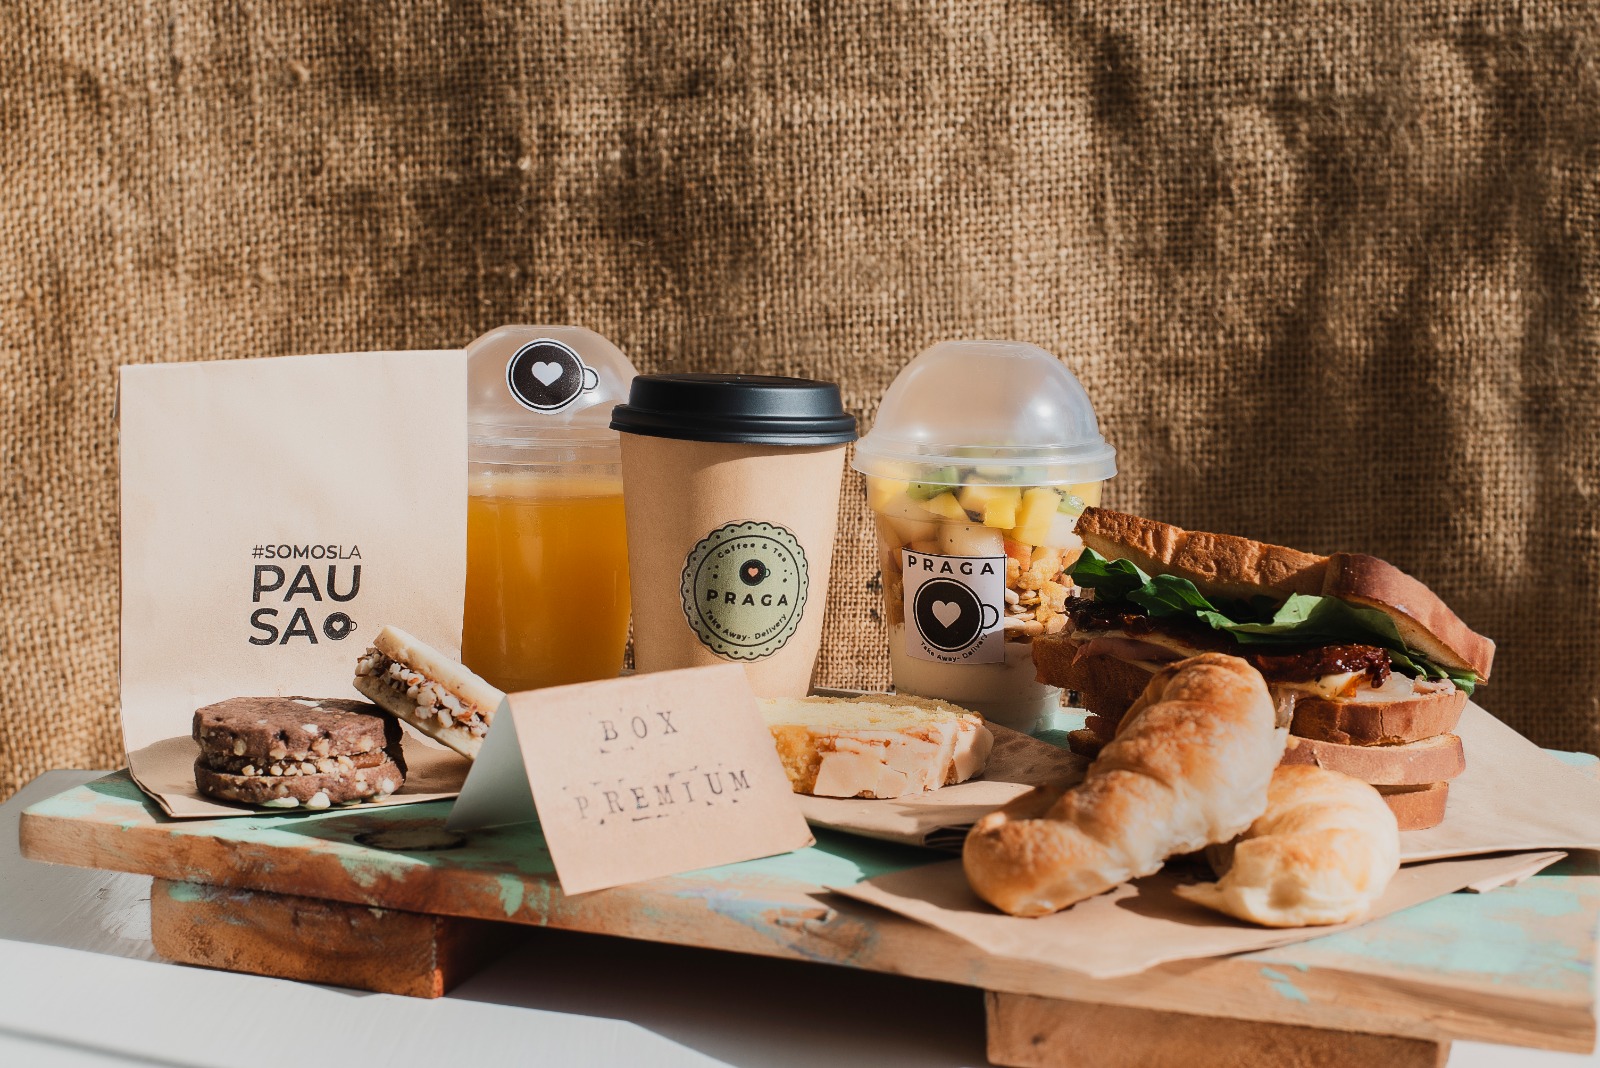 #SOMOSLA
PAU
SA
Coffee & Tea
PRAGA
Take Away- Delivery
PRAGA
Take Away- Delivery
BOX
PREMIUM